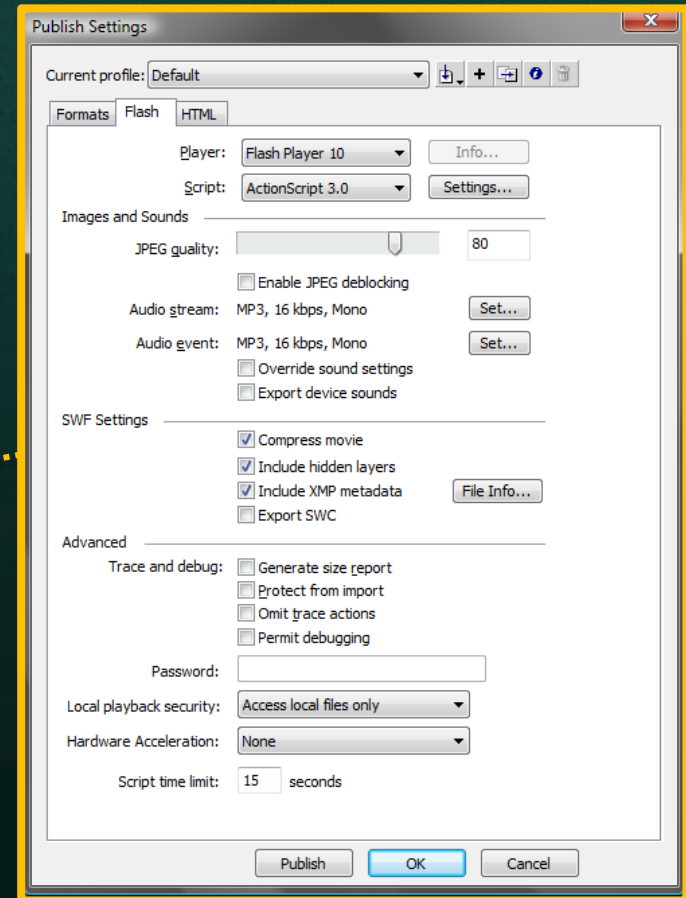 Publish Settings
Current profile: Default
Formats Flash HTML
Player: Flash Player 10 Info...
Script: ActionScript 3.0 Settings...
Images and Sounds
JPEG quality: 80
Enable JPEG deblocking
Audio stream: MP3, 16 kbps, Mono Set...
Audio event: MP3, 16 kbps, Mono Set...
Override sound settings
Export device sounds
SWF Settings
Compress movie
Include hidden layers
Include XMP metadata File Info...
Export SWC
Advanced
Trace and debug: Generate size report
Protect from import
Omit trace actions
Permit debugging
Password:
Local playback security: Access local files only
Hardware Acceleration: None
Script time limit: 15 seconds
Publish OK Cancel